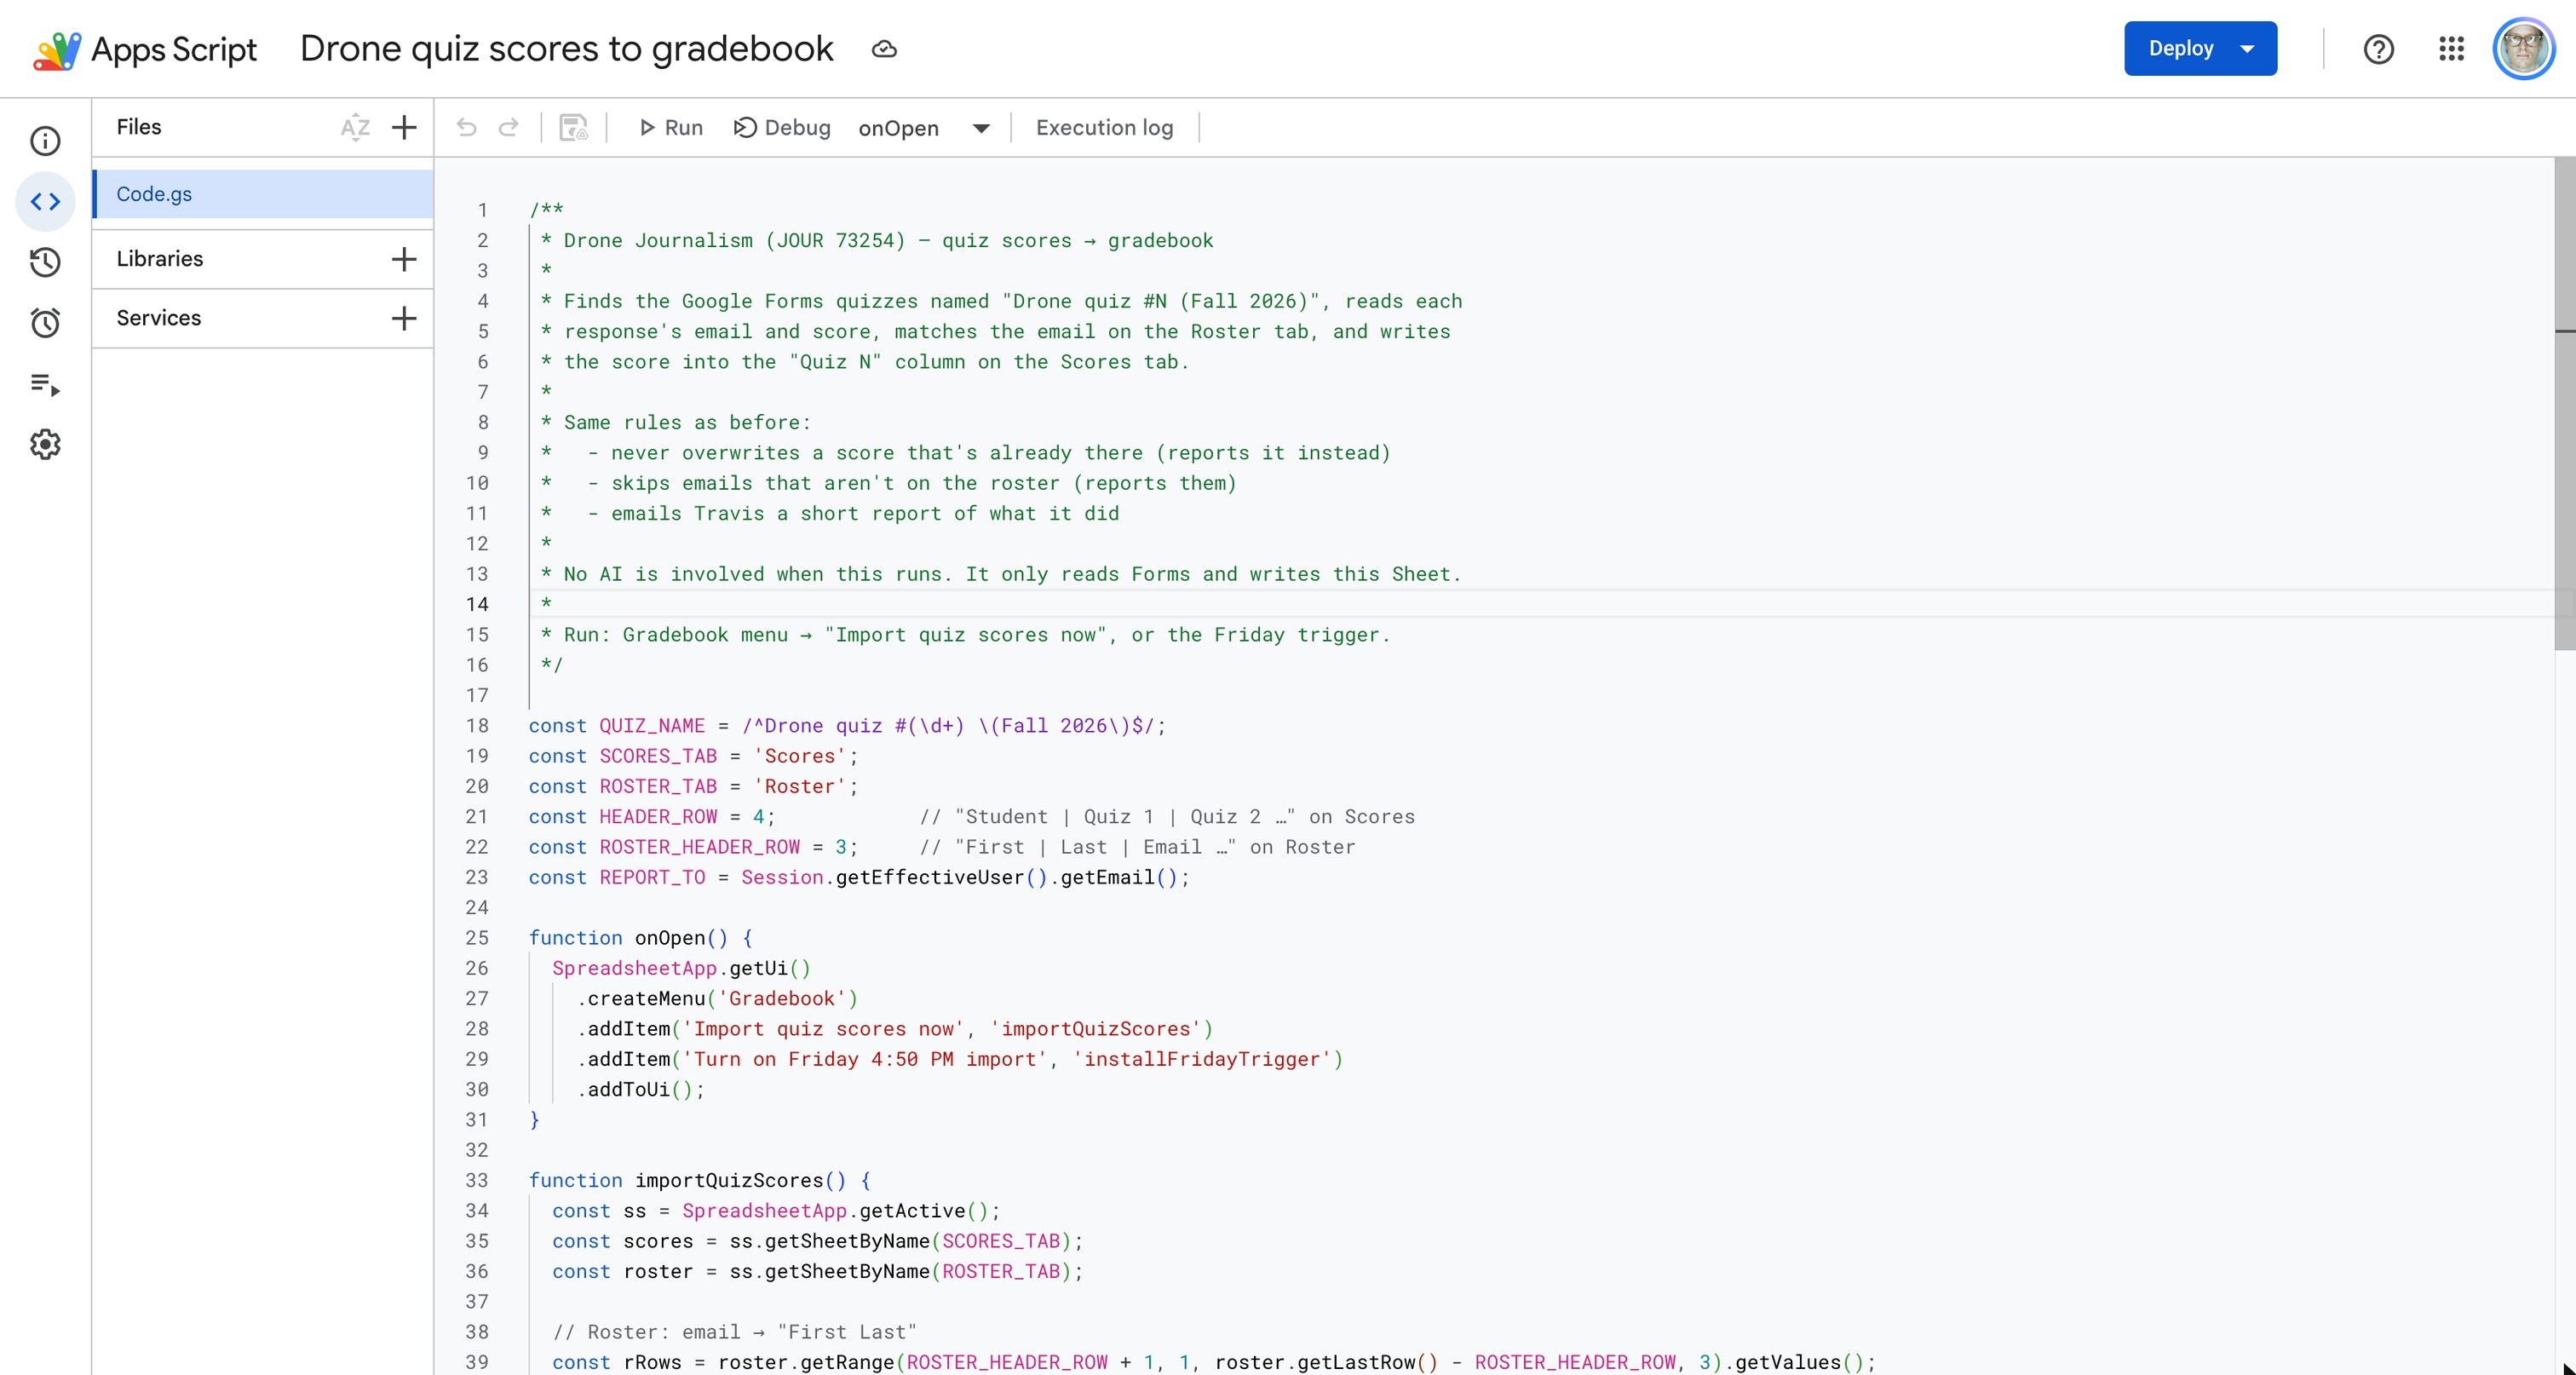 Apps Script
Drone quiz scores to gradebook
Deploy
Files
AZ
Run
Debug
onOpen
Execution log
Code.gs
Libraries
Services
1 /**
2 * Drone Journalism (JOUR 73254) — quiz scores → gradebook
3 *
4 * Finds the Google Forms quizzes named "Drone quiz #N (Fall 2026)", reads each
5 * response's email and score, matches the email on the Roster tab, and writes
6 * the score into the "Quiz N" column on the Scores tab.
7 *
8 * Same rules as before:
9 *   - never overwrites a score that's already there (reports it instead)
10 *   - skips emails that aren't on the roster (reports them)
11 *   - emails Travis a short report of what it did
12 *
13 * No AI is involved when this runs. It only reads Forms and writes this Sheet.
14 *
15 * Run: Gradebook menu → "Import quiz scores now", or the Friday trigger.
16 */
17
18 const QUIZ_NAME = /^Drone quiz #(\d+) \(Fall 2026\)$/;
19 const SCORES_TAB = 'Scores';
20 const ROSTER_TAB = 'Roster';
21 const HEADER_ROW = 4;            // "Student | Quiz 1 | Quiz 2 …" on Scores
22 const ROSTER_HEADER_ROW = 3;     // "First | Last | Email …" on Roster
23 const REPORT_TO = Session.getEffectiveUser().getEmail();
24
25 function onOpen() {
26   SpreadsheetApp.getUi()
27     .createMenu('Gradebook')
28     .addItem('Import quiz scores now', 'importQuizScores')
29     .addItem('Turn on Friday 4:50 PM import', 'installFridayTrigger')
30     .addToUi();
31 }
32
33 function importQuizScores() {
34   const ss = SpreadsheetApp.getActive();
35   const scores = ss.getSheetByName(SCORES_TAB);
36   const roster = ss.getSheetByName(ROSTER_TAB);
37
38   // Roster: email → "First Last"
39   const rRows = roster.getRange(ROSTER_HEADER_ROW + 1, 1, roster.getLastRow() - ROSTER_HEADER_ROW, 3).getValues();